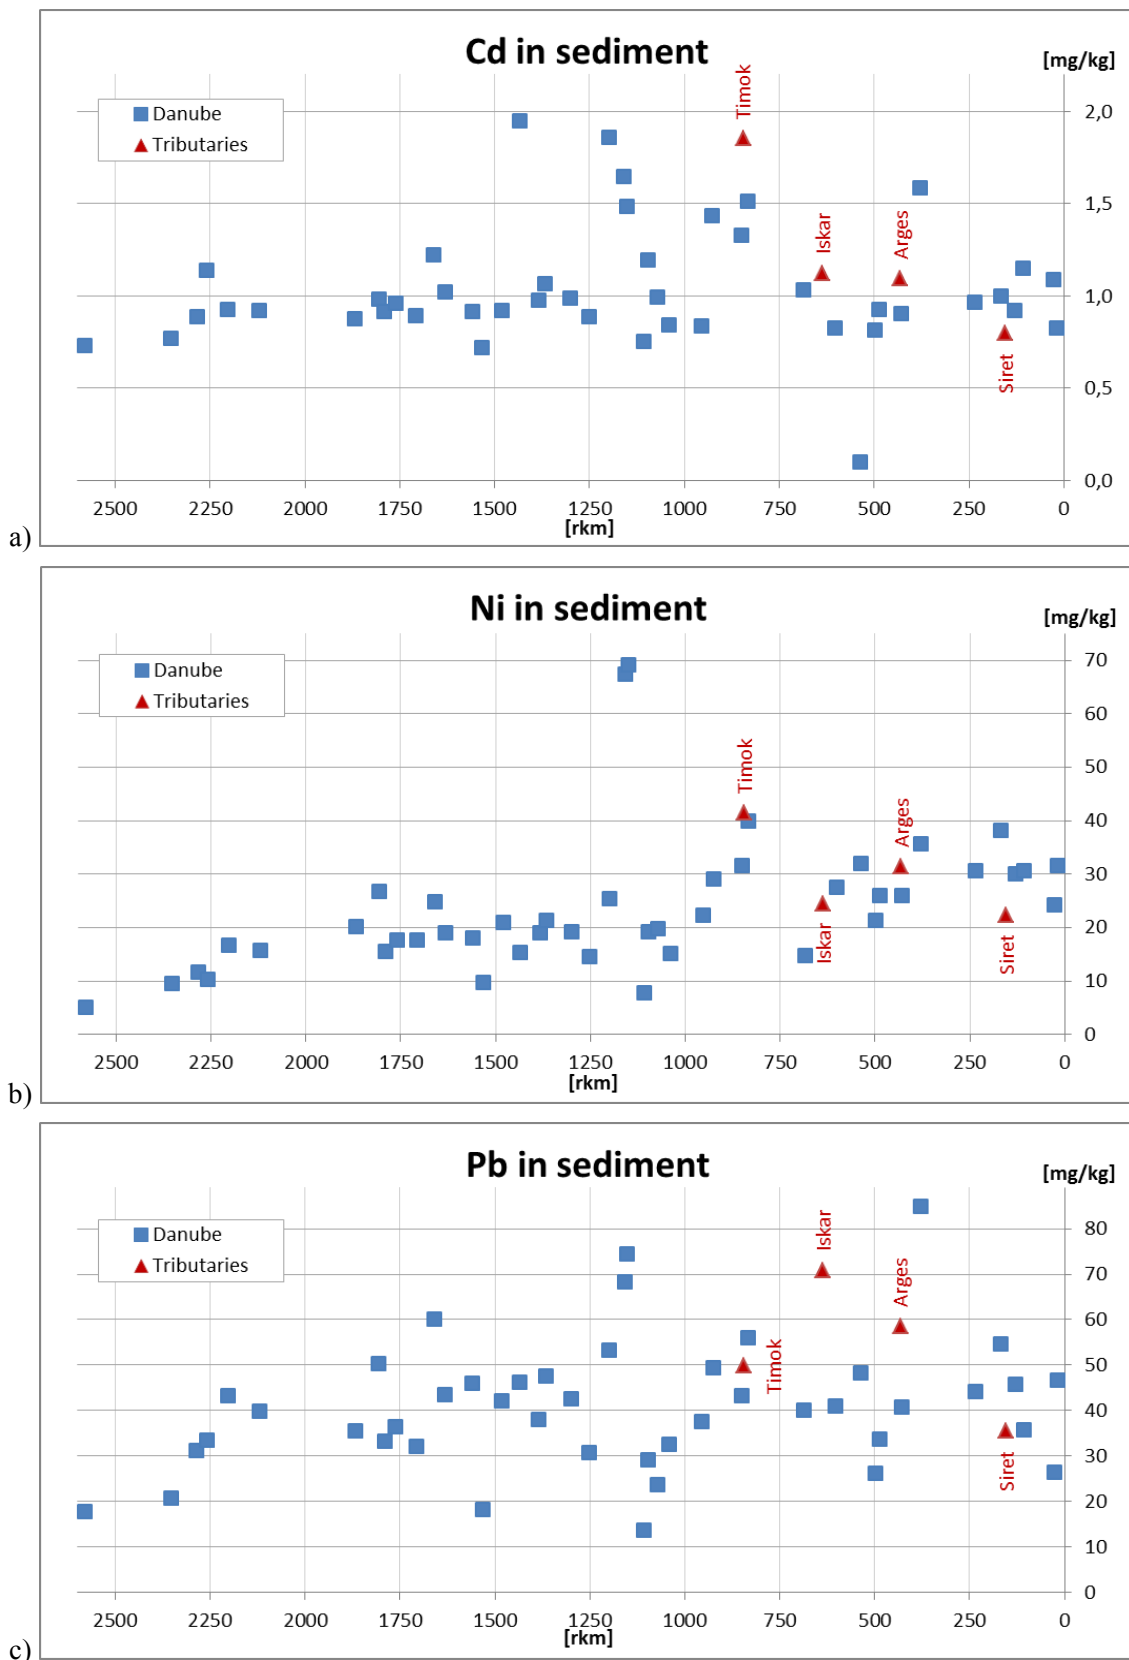 Cd in sediment
[mg/kg]
Danube
Tributaries
Timok
Iskar
Arges
Siret
2,0
1,5
1,0
0,5
0,0
2500 2250 2000 1750 1500 1250 1000 750 500 250 0
[rkm]
a)
Ni in sediment
[mg/kg]
Danube
Tributaries
Timok
Iskar
Arges
Siret
70
60
50
40
30
20
10
0
2500 2250 2000 1750 1500 1250 1000 750 500 250 0
[rkm]
b)
Pb in sediment
[mg/kg]
Danube
Tributaries
Iskar
Timok
Arges
Siret
80
70
60
50
40
30
20
10
0
2500 2250 2000 1750 1500 1250 1000 750 500 250 0
[rkm]
c)